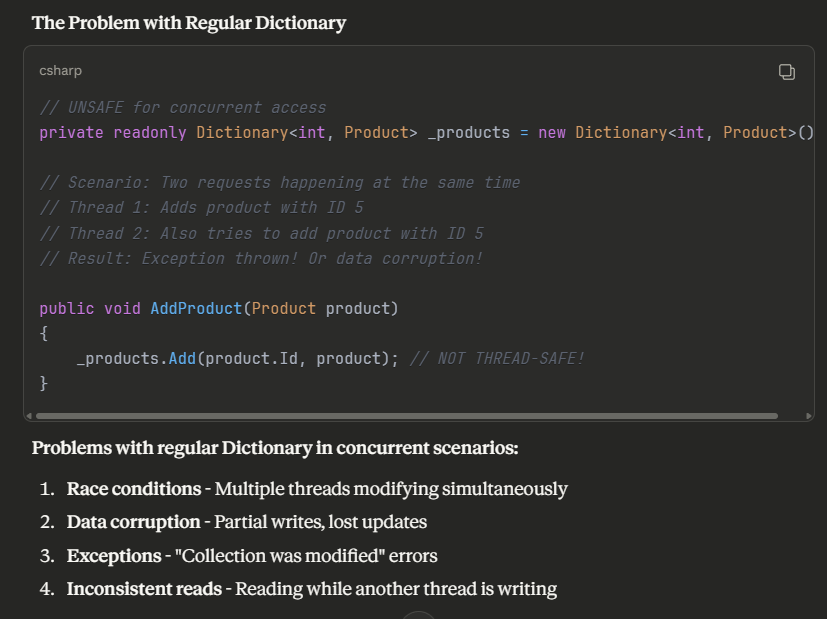 The Problem with Regular Dictionary
csharp
// UNSAFE for concurrent access
private readonly Dictionary<int, Product> _products = new Dictionary<int, Product>()
// Scenario: Two requests happening at the same time
// Thread 1: Adds product with ID 5
// Thread 2: Also tries to add product with ID 5
// Result: Exception thrown! Or data corruption!
public void AddProduct(Product product)
{
    _products.Add(product.Id, product); // NOT THREAD-SAFE!
}
Problems with regular Dictionary in concurrent scenarios:
1. Race conditions - Multiple threads modifying simultaneously
2. Data corruption - Partial writes, lost updates
3. Exceptions - "Collection was modified" errors
4. Inconsistent reads - Reading while another thread is writing